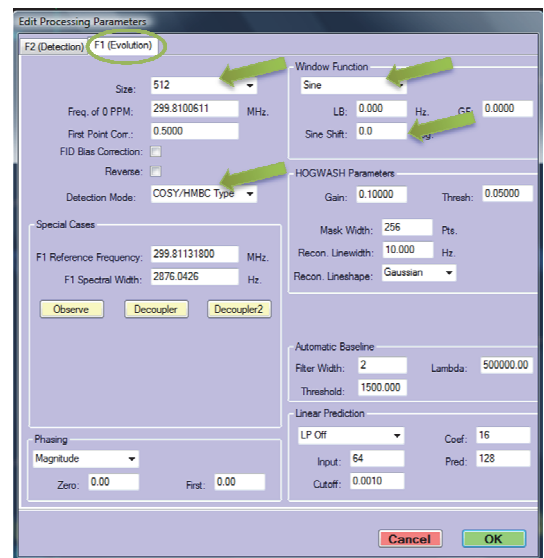 Edit Processing Parameters
F2 (Detection) F1 (Evolution)
Size: 512
Freq. of 0 PPM: 299.8100611 MHz.
First Point Corr.: 0.5000
FID Bias Correction:
Reverse:
Detection Mode: COSY/HMBC Type
Special Cases
F1 Reference Frequency: 299.81131800 MHz.
F1 Spectral Width: 2876.0426 Hz.
Observe Decoupler Decoupler2
Phasing
Magnitude
Zero: 0.00 First: 0.00
Window Function
Sine
LB: 0.000 Hz. GF: 0.0000
Sine Shift: 0.0
HOGWASH Parameters
Gain: 0.10000 Thresh: 0.05000
Mask Width: 256 Pts.
Recon. Linewidth: 10.000 Hz.
Recon. Lineshape: Gaussian
Automatic Baseline
Filter Width: 2 Lambda: 500000.00
Threshold: 1500.000
Linear Prediction
LP Off Coef: 16
Input: 64 Pred: 128
Cutoff: 0.0010
Cancel OK